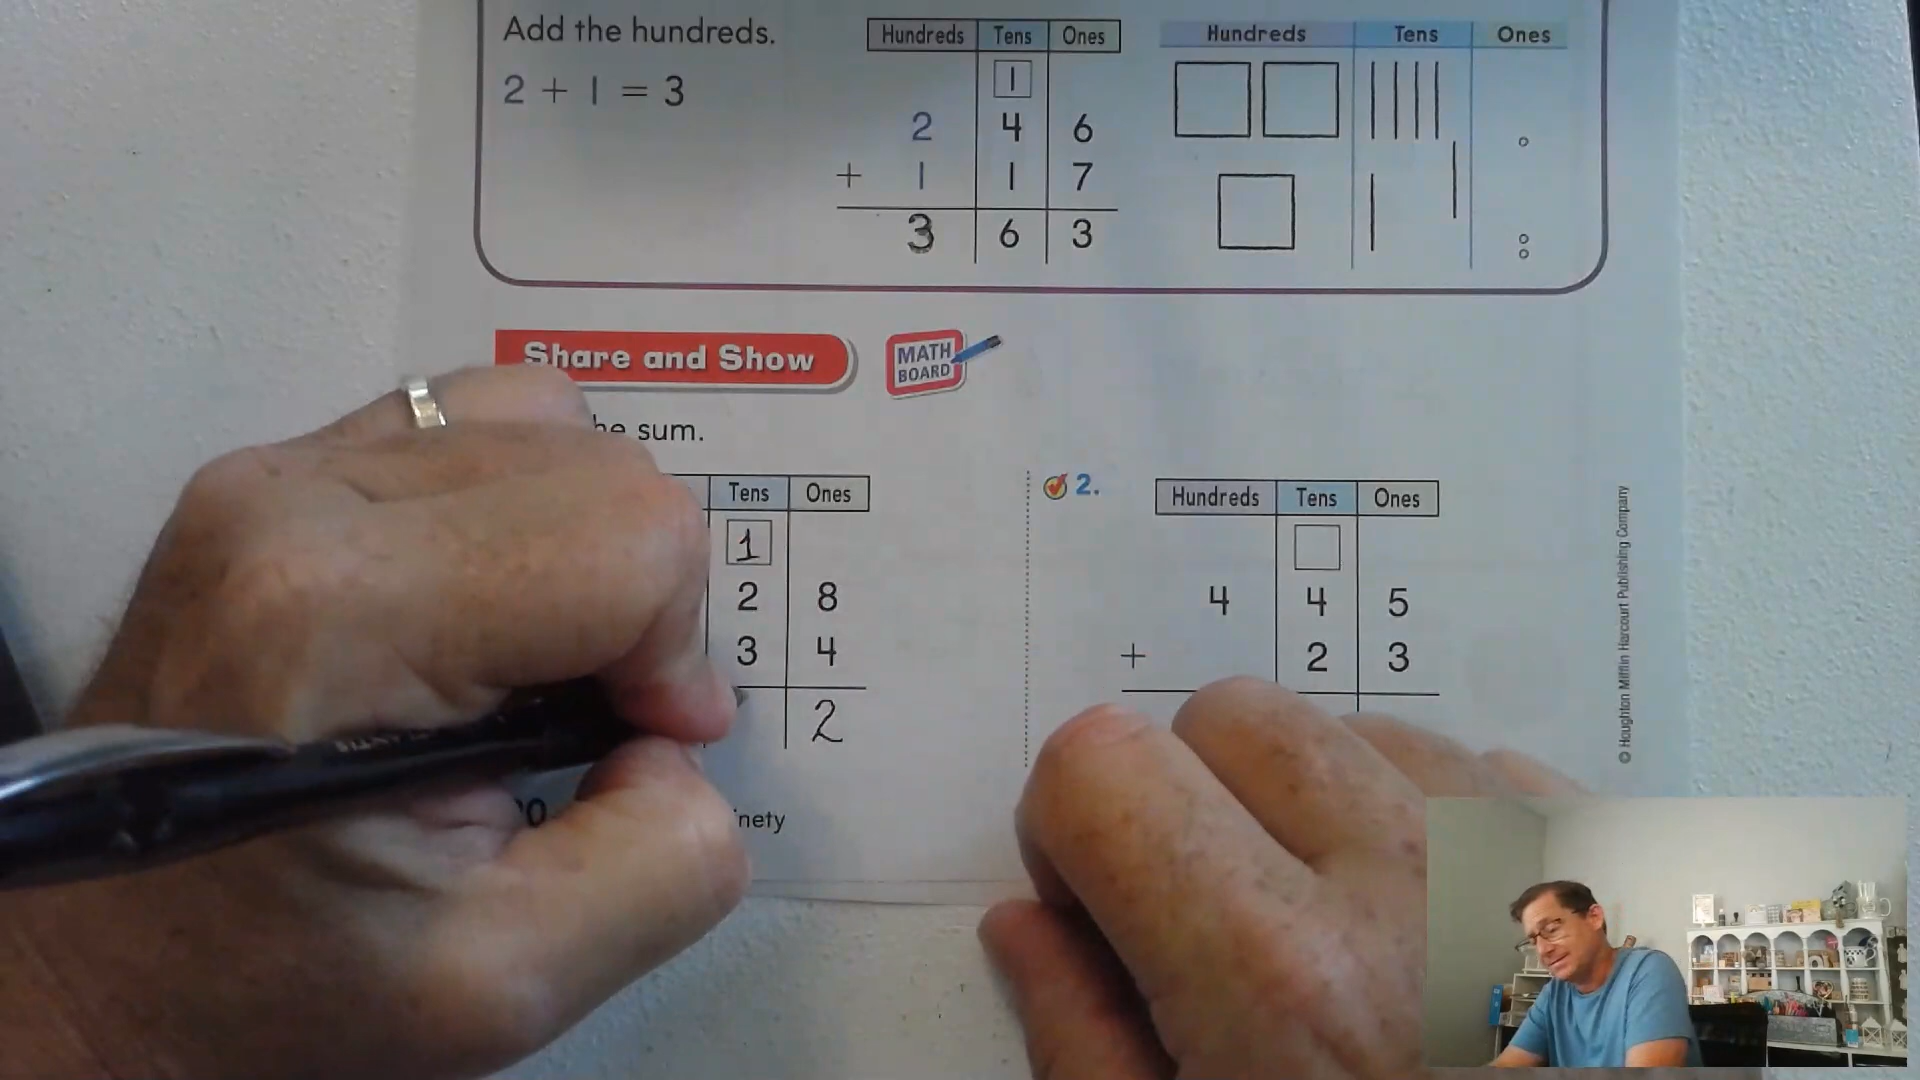 Add the hundreds.
2 + 1 = 3
Hundreds Tens Ones
1
2 4 6
+ 1 1 7
3 6 3
Hundreds Tens Ones
Share and Show
MATH
BOARD
sum.
Tens Ones
1
2 8
3 4
2
2.
Hundreds Tens Ones
4 4 5
+ 2 3
© Houghton Mifflin Harcourt Publishing Company